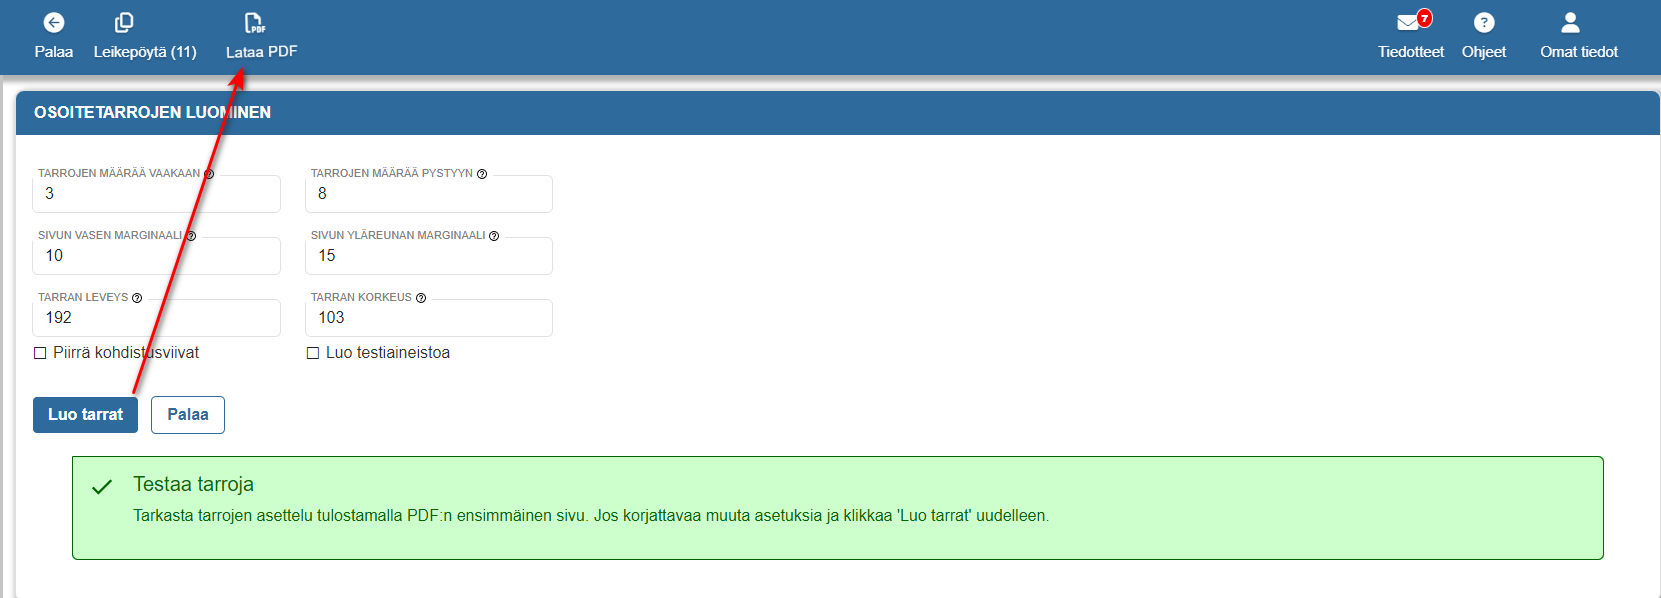 Palaa
Leikepöytä (11)
PDF
Lataa PDF
7
Tiedotteet
?
Ohjeet
Omat tiedot
OSOITETARROJEN LUOMINEN
TARROJEN MÄÄRÄÄ VAAKAAN ?
3
TARROJEN MÄÄRÄÄ PYSTYYN ?
8
SIVUN VASEN MARGINAALI ?
10
SIVUN YLÄREUNAN MARGINAALI ?
15
TARRAN LEVEYS ?
192
TARRAN KORKEUS ?
103
Piirrä kohdistusviivat
Luo testiaineistoa
Luo tarrat
Palaa
Testaa tarroja
Tarkasta tarrojen asettelu tulostamalla PDF:n ensimmäinen sivu. Jos korjattavaa muuta asetuksia ja klikkaa 'Luo tarrat' uudelleen.